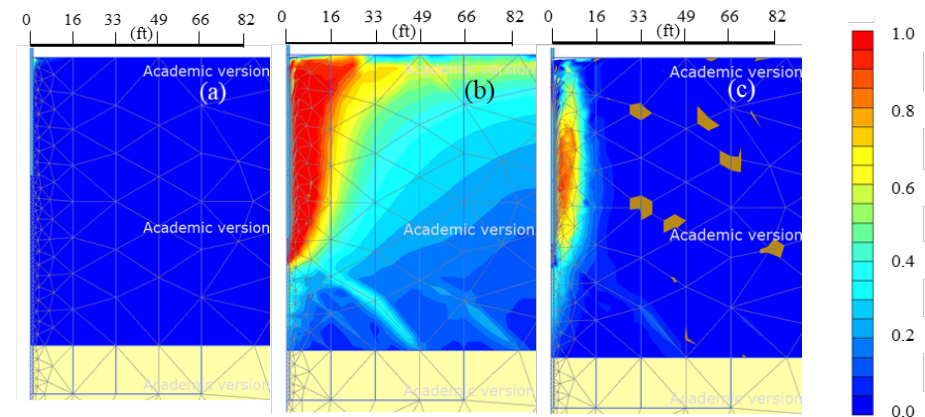 0 16 33 49 66 82 0 16 33 49 66 82 0 16 33 49 66 82
(ft) (ft) (ft)
1.0
Academic version Academic version Academic version
(a) (b) (c)
0.8
0.6
Academic version Academic version Academic version
0.4
0.2
Academic version Academic version Academic version
0.0